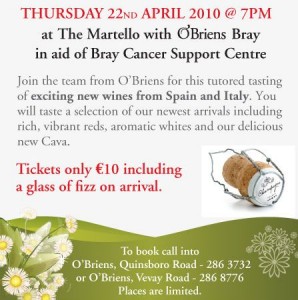 THURSDAY 22ND APRIL 2010 @ 7PM
at The Martello with O'Briens Bray
in aid of Bray Cancer Support Centre
Join the team from O'Briens for this tutored tasting
of exciting new wines from Spain and Italy. You
will taste a selection of our newest arrivals including
rich, vibrant reds, aromatic whites and our delicious
new Cava.
Tickets only €10 including
a glass of fizz on arrival.
To book call into
O'Briens, Quinsboro Road - 286 3732
or O'Briens, Vevay Road - 286 8776
Places are limited.